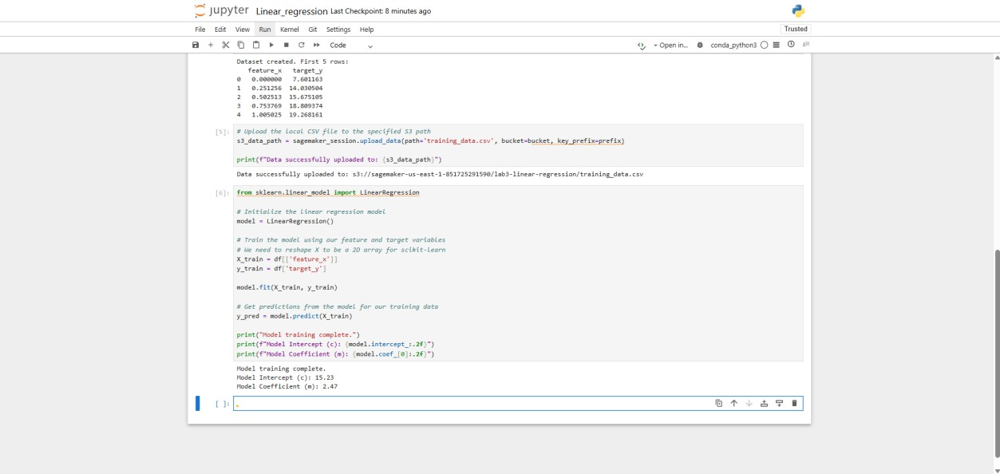 jupyter Linear_regression Last Checkpoint: 8 minutes ago
File Edit View Run Kernel Git Settings Help Trusted
Code Open in... conda_python3 git
Dataset created. First 5 rows:
feature_x target_y
0 0.000000 7.601163
1 0.251256 14.030504
2 0.502513 15.675105
3 0.753769 18.809374
4 1.005025 19.268161
[5]: # Upload the local CSV file to the specified S3 path
s3_data_path = sagemaker_session.upload_data(path='training_data.csv', bucket=bucket, key_prefix=prefix)
print(f"Data successfully uploaded to: {s3_data_path}")
Data successfully uploaded to: s3://sagemaker-us-east-1-851725291590/lab3-linear-regression/training_data.csv
[6]: from sklearn.linear_model import LinearRegression
# Initialize the linear regression model
model = LinearRegression()
# Train the model using our feature and target variables
# We need to reshape X to be a 2D array for scikit-learn
X_train = df[['feature_x']]
y_train = df['target_y']
model.fit(X_train, y_train)
# Get predictions from the model for our training data
y_pred = model.predict(X_train)
print("Model training complete.")
print(f"Model Intercept (c): {model.intercept_:.2f}")
print(f"Model Coefficient (m): {model.coef_[0]:.2f}")
Model training complete.
Model Intercept (c): 15.23
Model Coefficient (m): 2.47
[ ]: .